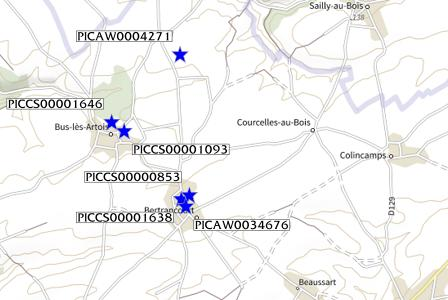 Sailly-au-Bois
138
PICAW0004271
PICCS00001646
Bus-lès-Artois
Courcelles-au-Bois
PICCS00001093
Colincamps
PICCS00000853
D129
Bertrancourt
PICCS00001638
PICAW0034676
Beaussart